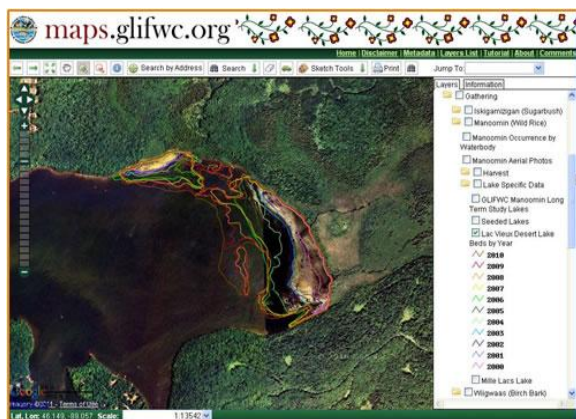 maps.glifwc.org
Home | Disclaimer | Metadata | Layers List | Tutorial | About | Comments
Search by Address Search Sketch Tools Print Jump To:
Layers Information
Gathering
Iskigamizigan (Sugarbush)
Manoomin (Wild Rice)
Manoomin Occurrence by
Waterbody
Manoomin Aerial Photos
Harvest
Lake Specific Data
GLIFWC Manoomin Long
Term Study Lakes
Seeded Lakes
Lac Vieux Desert Lake
Beds by Year
2010
2009
2008
2007
2006
2005
2004
2003
2002
2001
2000
Mille Lacs Lake
Wiigwaas (Birch Bark)
Terms of Use
Lat, Lon: 46.149, -89.057 Scale: 1:13542